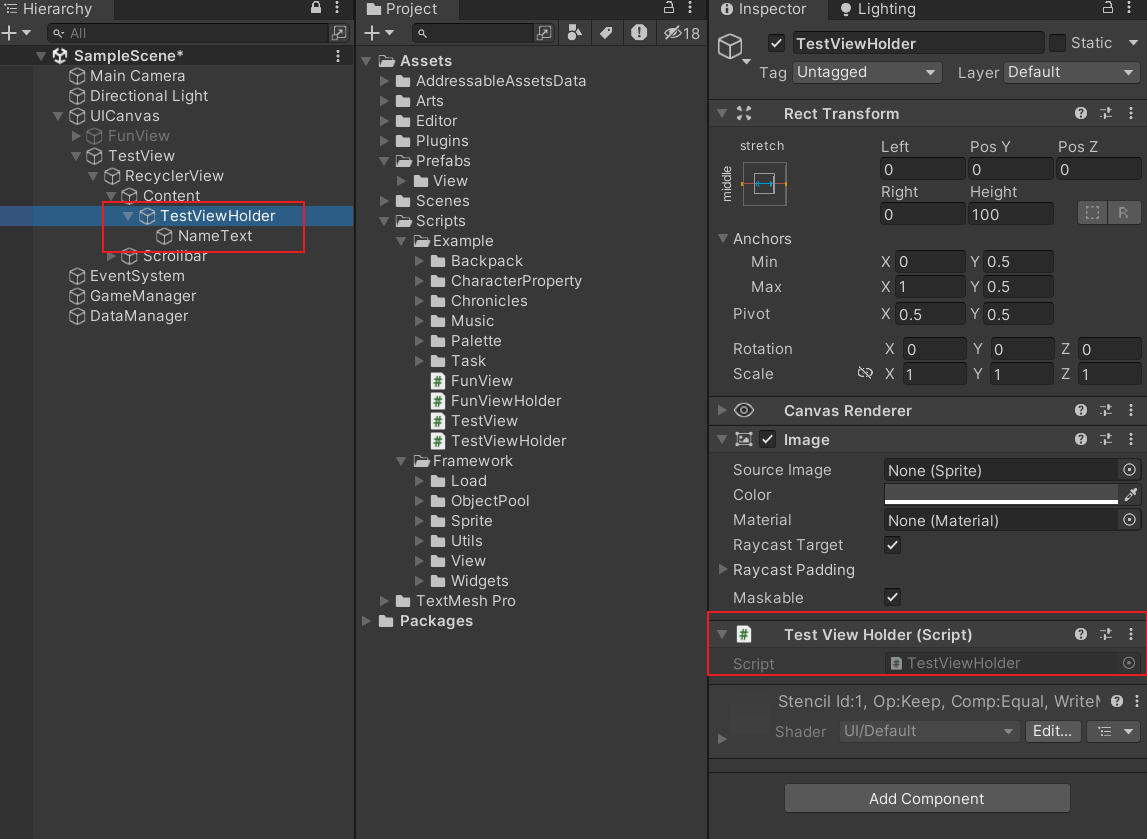 Hierarchy
All
SampleScene*
Main Camera
Directional Light
UICanvas
FunView
TestView
RecyclerView
Content
TestViewHolder
NameText
Scrollbar
EventSystem
GameManager
DataManager
Project
18
Assets
AddressableAssetsData
Arts
Editor
Plugins
Prefabs
View
Scenes
Scripts
Example
Backpack
CharacterProperty
Chronicles
Music
Palette
Task
FunView
FunViewHolder
TestView
TestViewHolder
Framework
Load
ObjectPool
Sprite
Utils
View
Widgets
TextMesh Pro
Packages
Inspector Lighting
TestViewHolder Static
Tag Untagged Layer Default
Rect Transform
stretch Left Pos Y Pos Z
middle 0 0 0
Right Height
0 100 R
Anchors
Min X 0 Y 0.5
Max X 1 Y 0.5
Pivot X 0.5 Y 0.5
Rotation X 0 Y 0 Z 0
Scale X 1 Y 1 Z 1
Canvas Renderer
Image
Source Image None (Sprite)
Color
Material None (Material)
Raycast Target
Raycast Padding
Maskable
# Test View Holder (Script)
Script TestViewHolder
Stencil Id:1, Op:Keep, Comp:Equal, WriteM
Shader UI/Default Edit...
Add Component